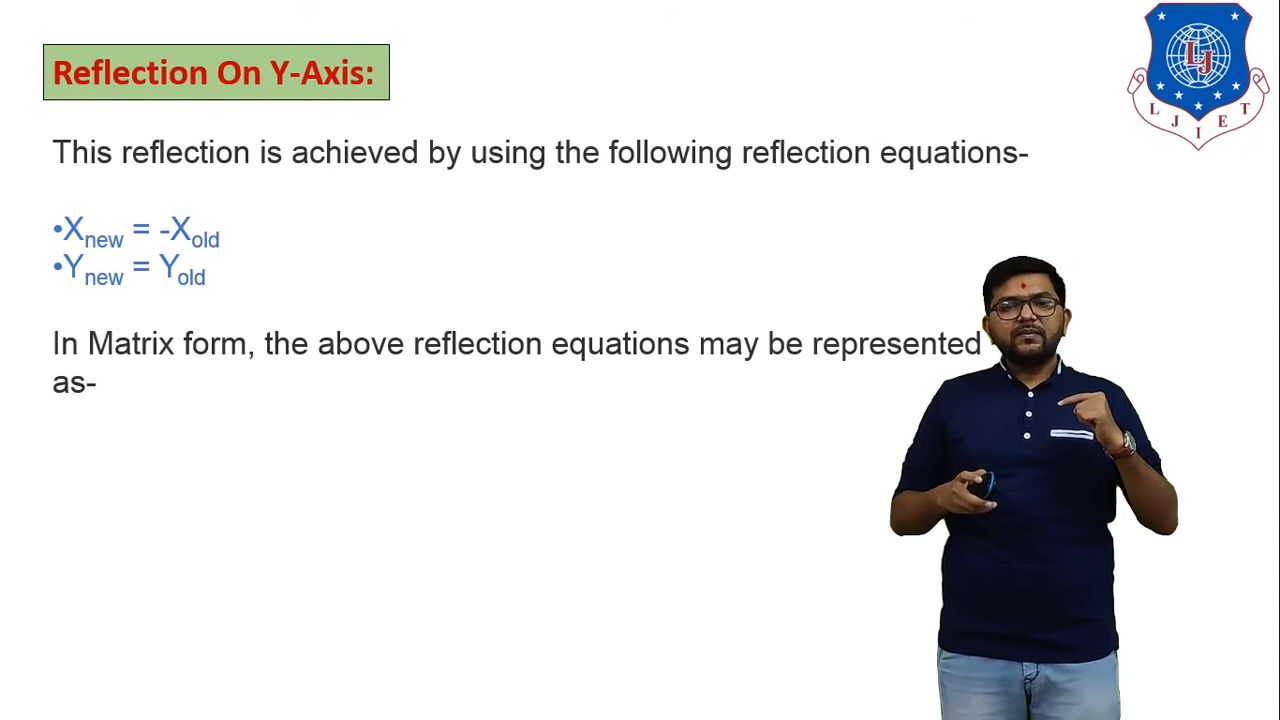 Reflection On Y-Axis:
This reflection is achieved by using the following reflection equations-
•Xnew = -Xold
•Ynew = Yold
In Matrix form, the above reflection equations may be represented
as-
LJ
L J I E T